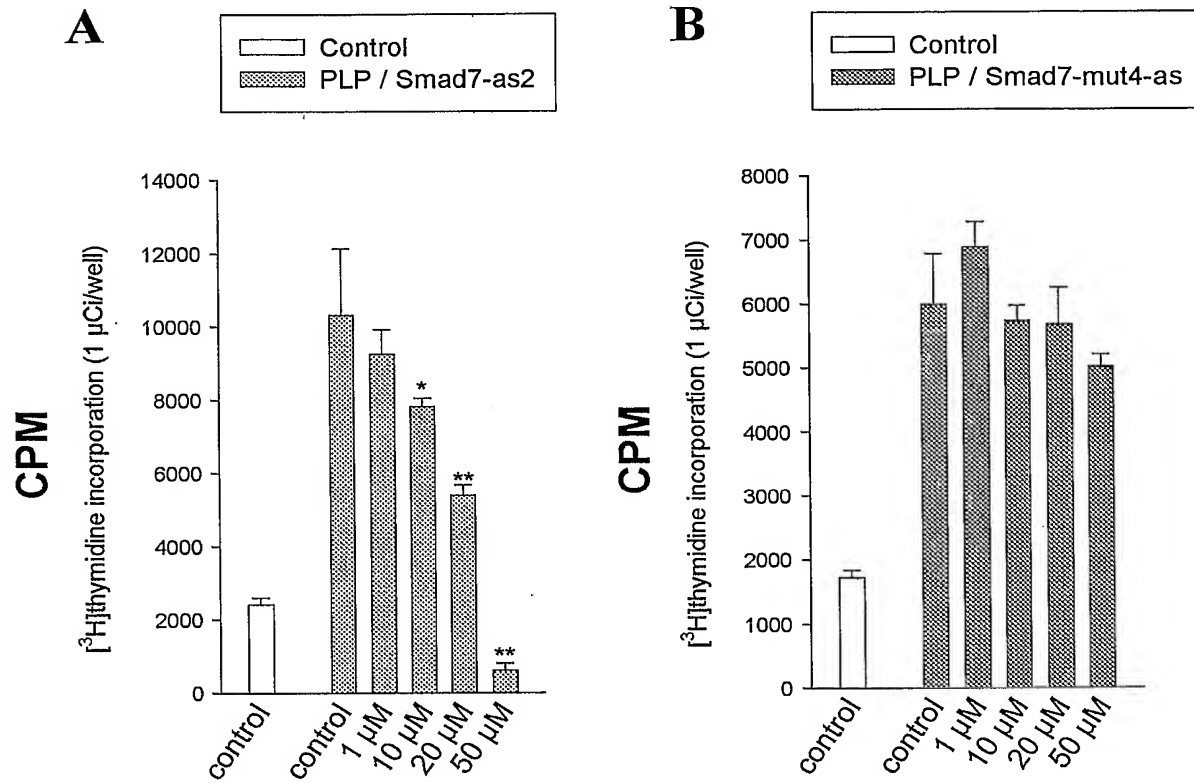 A
Control
PLP / Smad7-as2
CPM
[³H]thymidine incorporation (1 µCi/well)
14000
12000
10000
8000
6000
4000
2000
0
*
**
**
control
control
1 µM
10 µM
20 µM
50 µM
B
Control
PLP / Smad7-mut4-as
CPM
[³H]thymidine incorporation (1 µCi/well)
8000
7000
6000
5000
4000
3000
2000
1000
0
control
control
1 µM
10 µM
20 µM
50 µM